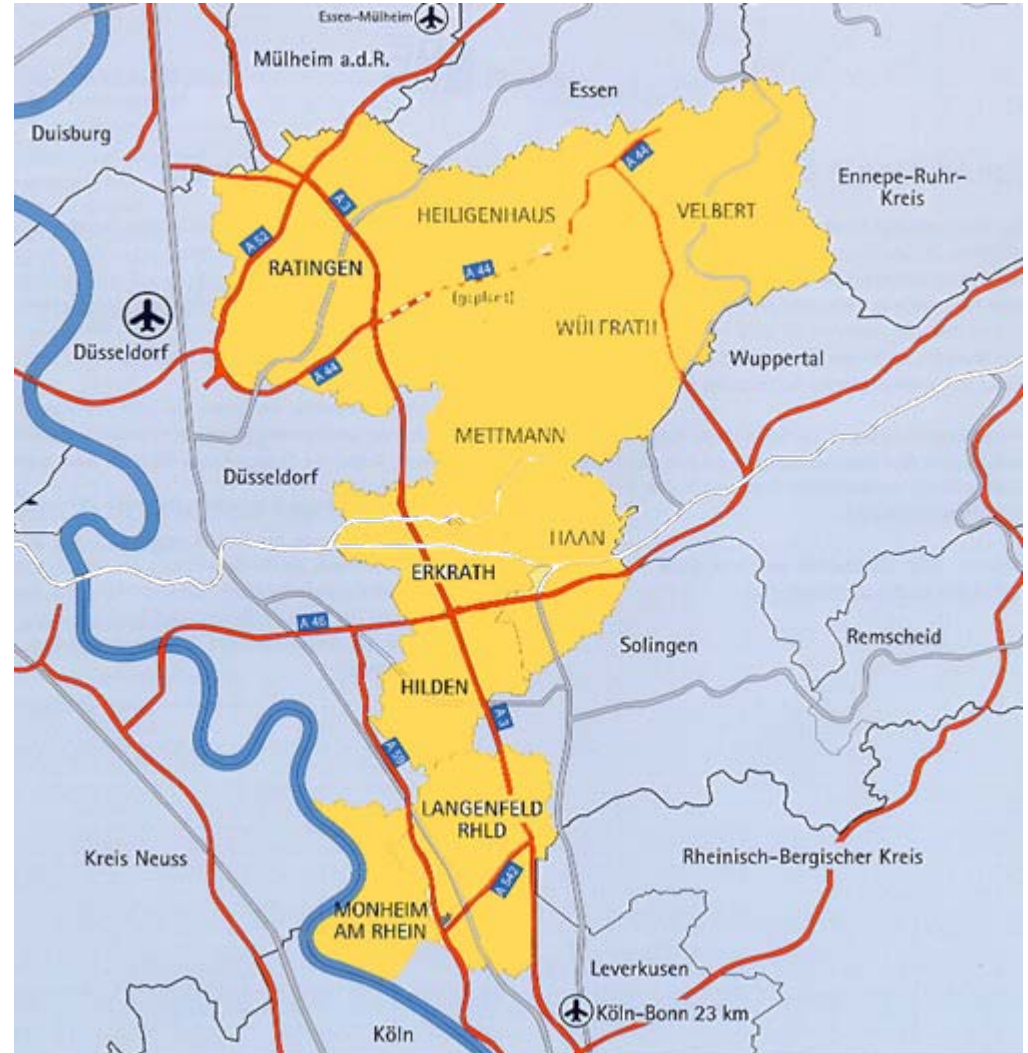 Essen-Mülheim
Mülheim a.d.R.
Essen
Duisburg
A 44
Ennepe-Ruhr-
Kreis
A 3
HEILIGENHAUS
VELBERT
A 52
RATINGEN
A 44
Düsseldorf
Wuppertal
A 44
METTMANN
Düsseldorf
HAAN
ERKRATH
A 46
Solingen
Remscheid
HILDEN
A 3
A 59
LANGENFELD
RHLD
Kreis Neuss
Rheinisch-Bergischer Kreis
A 542
MONHEIM
AM RHEIN
Leverkusen
Köln-Bonn 23 km
Köln